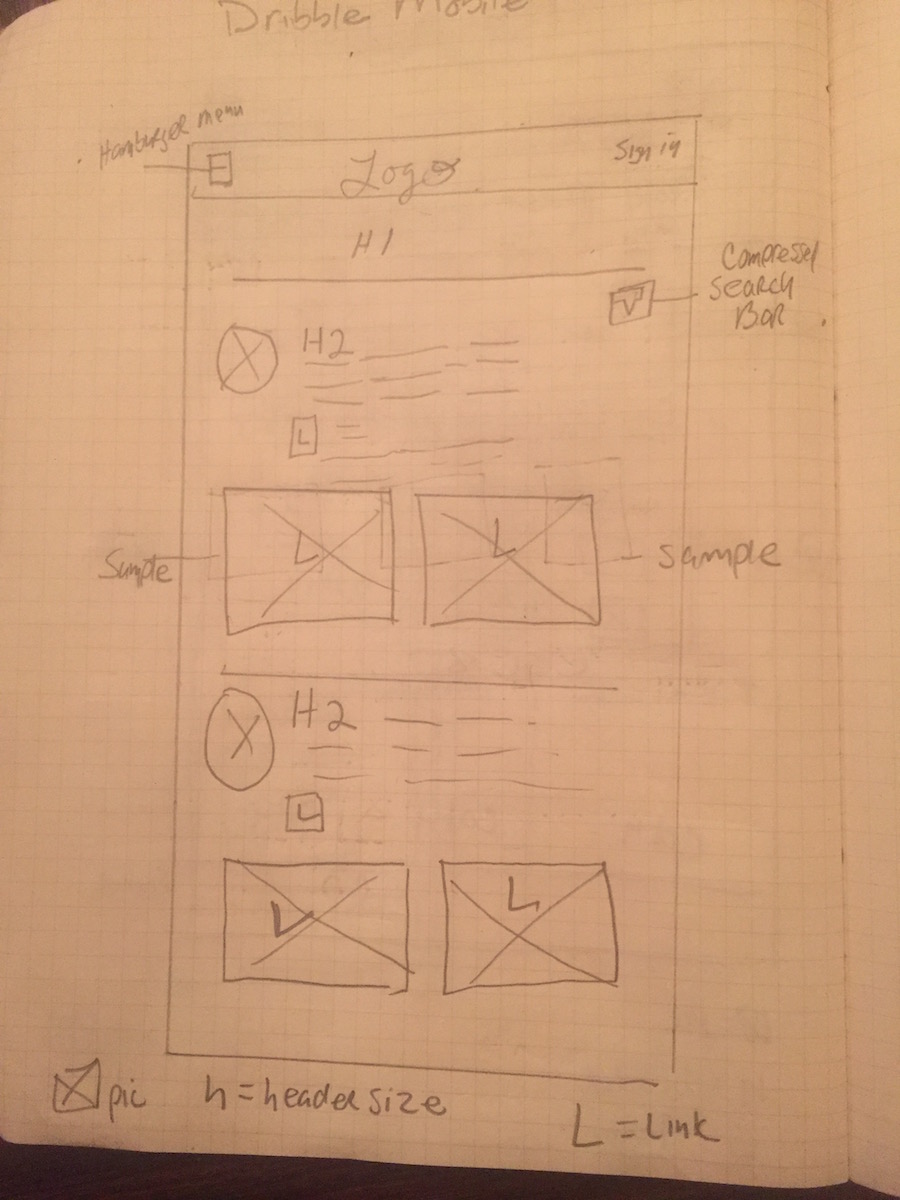 Dribble Mobile
Hamburger menu
Logo
Sign in
H1
Compressed
Search
Bar
V
X
H2
L
Sample
L
L
Sample
X
H2
L
L
L
pic
h = header size
L = Link